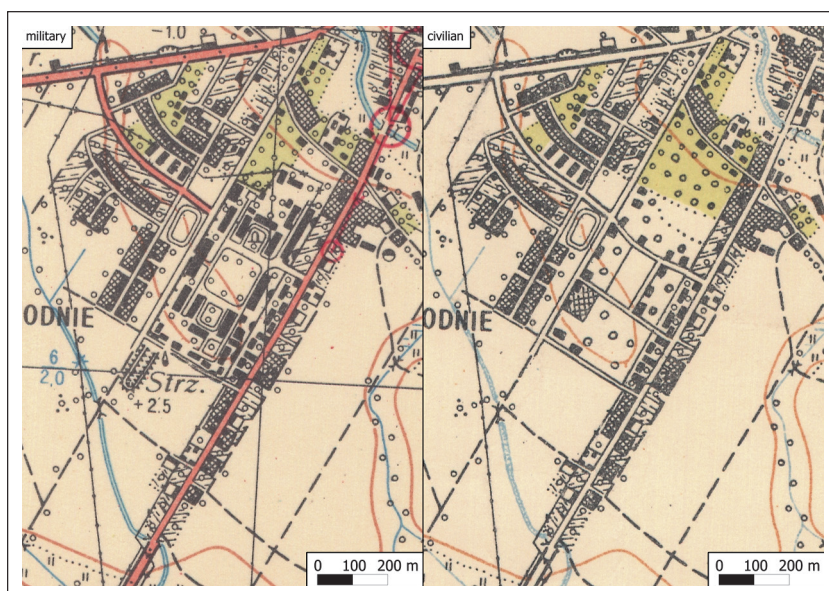 military
r.
-1.0
ODNIE
6
2,0
Strz.
+ 2.5
0 100 200 m
civilian
ODNIE
0 100 200 m